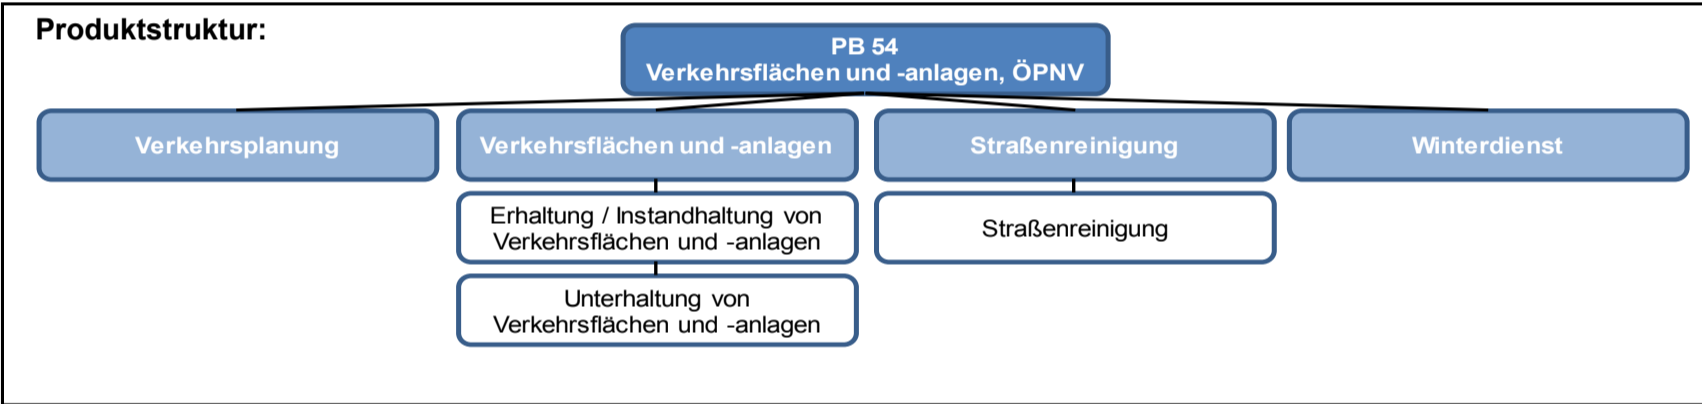 Produktstruktur:
PB 54
Verkehrsflächen und -anlagen, ÖPNV
Verkehrsplanung
Verkehrsflächen und -anlagen
Straßenreinigung
Winterdienst
Erhaltung / Instandhaltung von
Verkehrsflächen und -anlagen
Straßenreinigung
Unterhaltung von
Verkehrsflächen und -anlagen